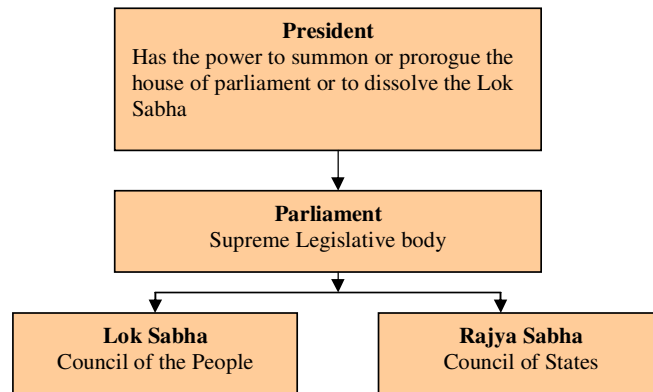 President
Has the power to summon or prorogue the
house of parliament or to dissolve the Lok
Sabha
Parliament
Supreme Legislative body
Lok Sabha
Council of the People
Rajya Sabha
Council of States